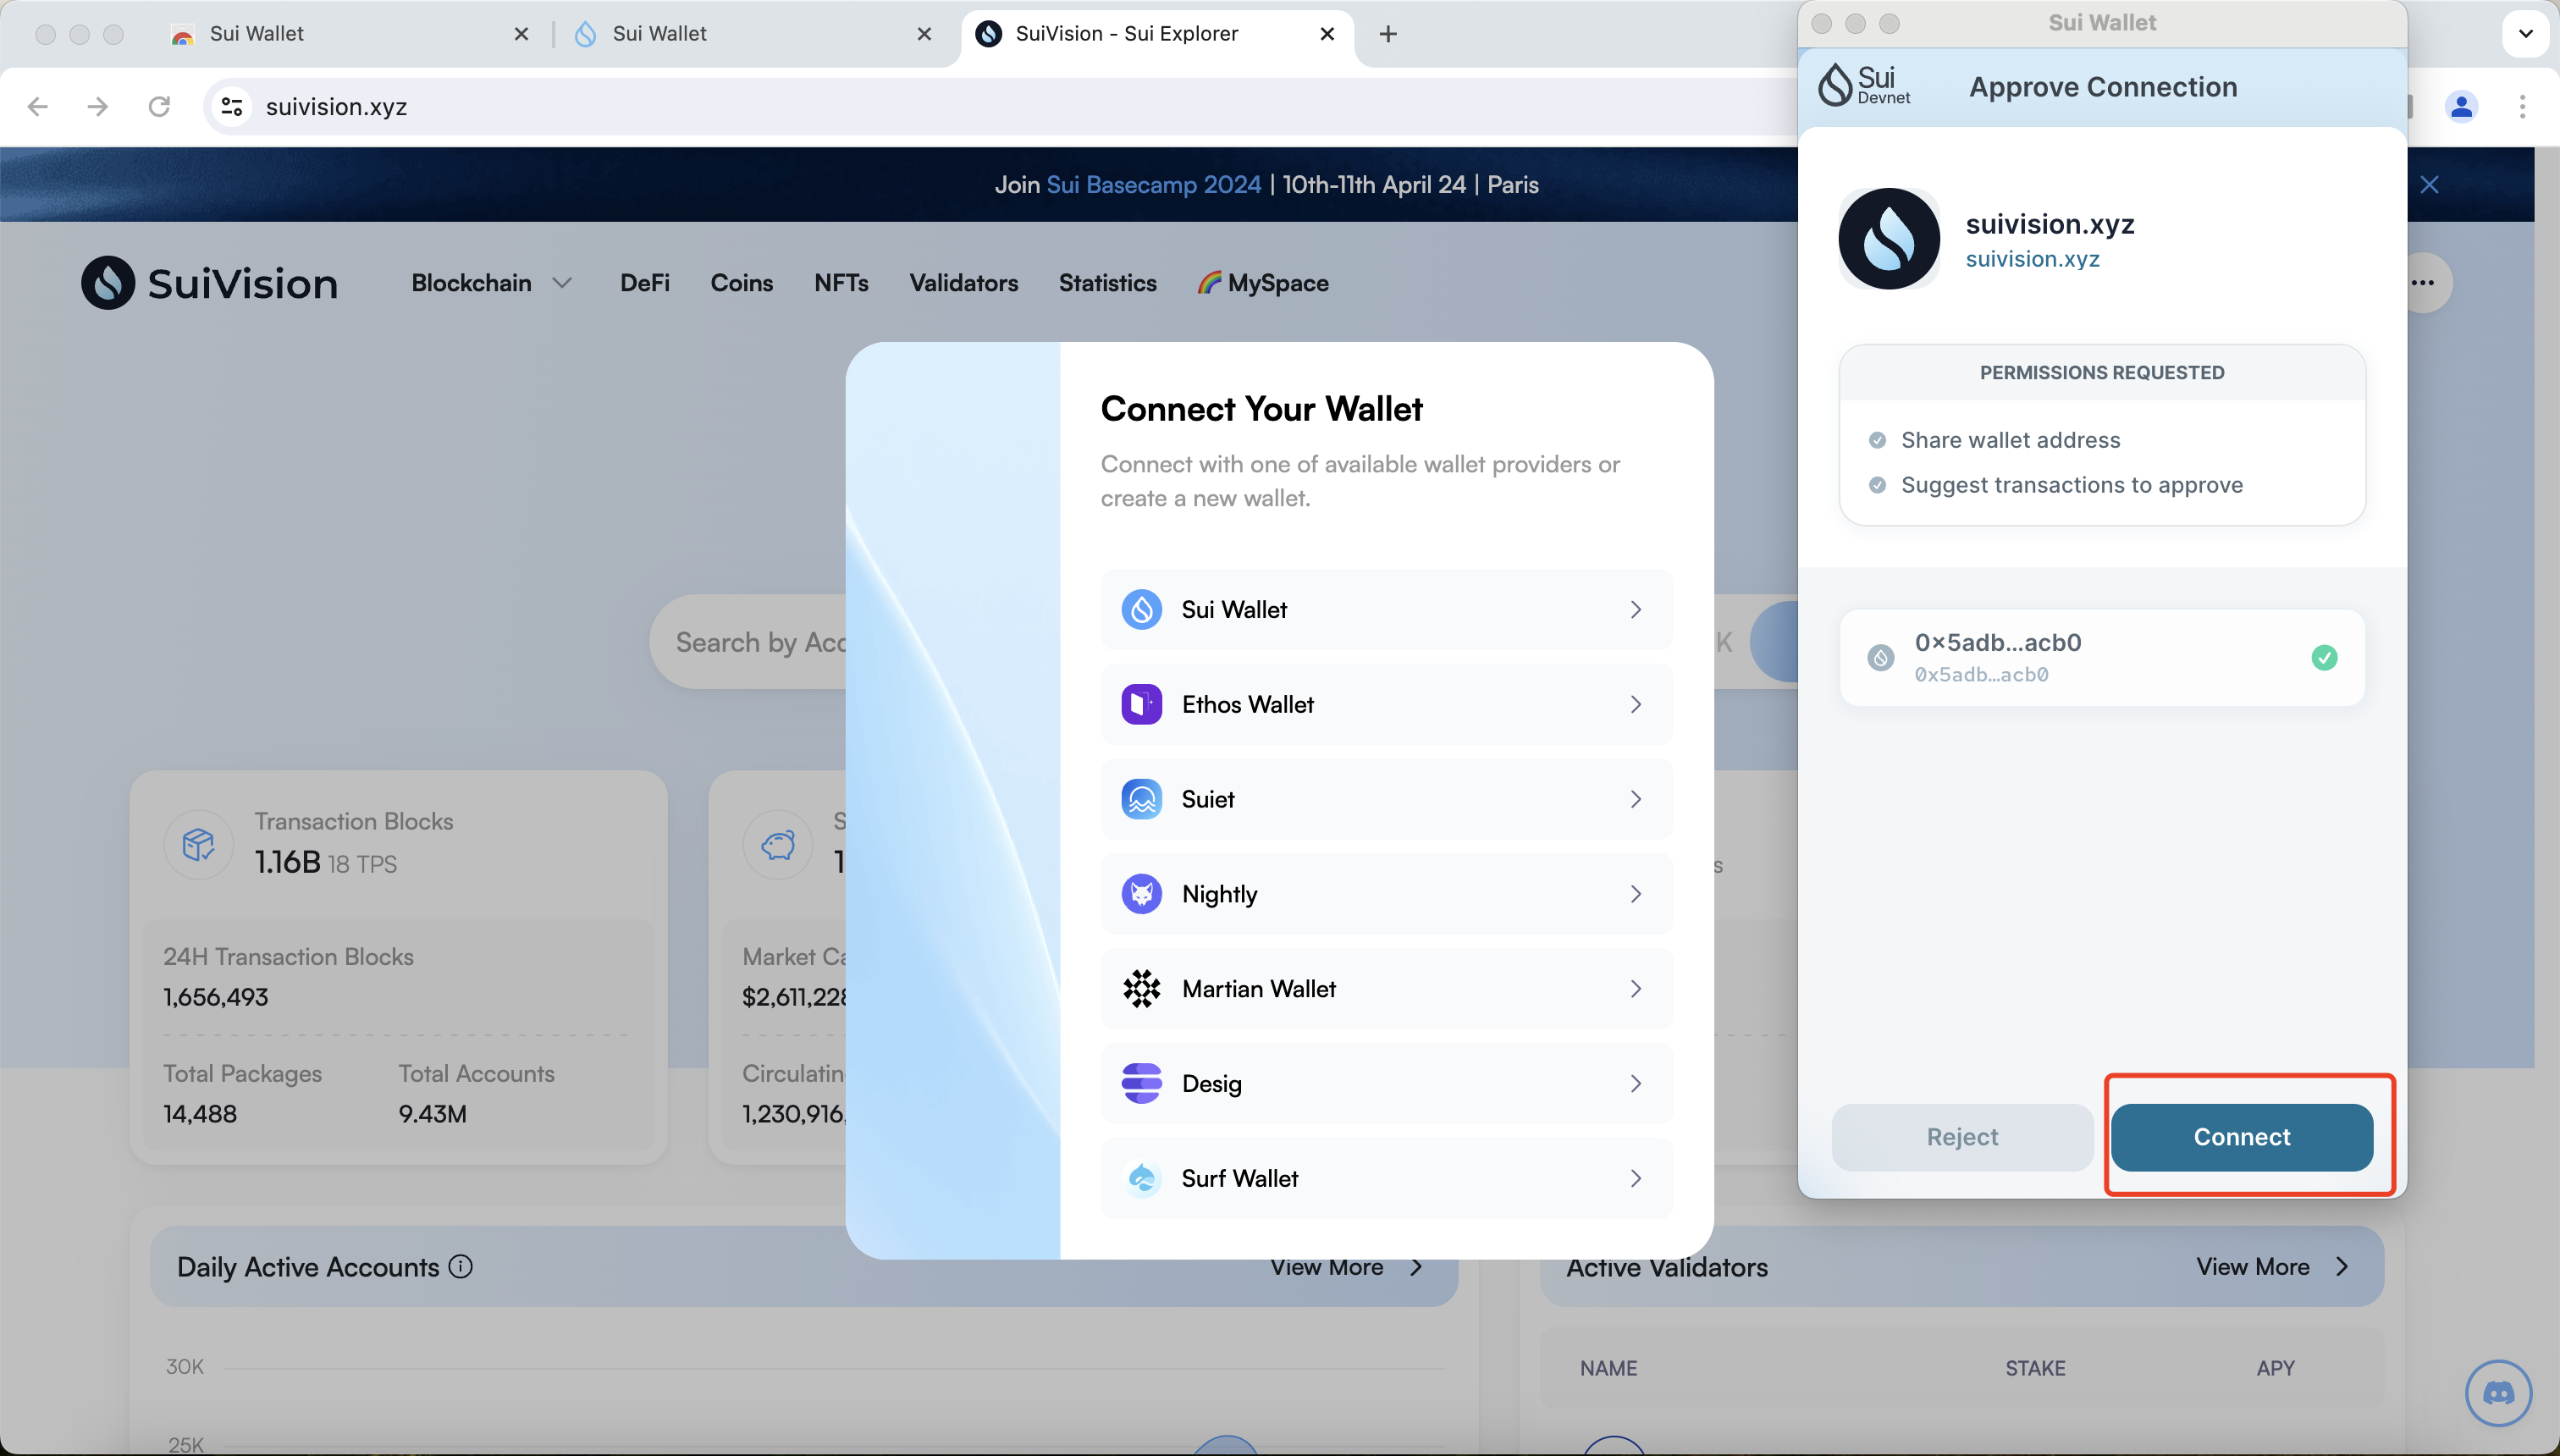 Sui Wallet
Sui Wallet
SuiVision - Sui Explorer
Sui Wallet
suivision.xyz
Sui
Devnet
Approve Connection
Join Sui Basecamp 2024 | 10th-11th April 24 | Paris
SuiVision
Blockchain
DeFi
Coins
NFTs
Validators
Statistics
MySpace
suivision.xyz
suivision.xyz
PERMISSIONS REQUESTED
Share wallet address
Suggest transactions to approve
Connect Your Wallet
Connect with one of available wallet providers or
create a new wallet.
Search by Acc
K
Sui Wallet
Ethos Wallet
Suiet
Nightly
Martian Wallet
Desig
Surf Wallet
0×5adb...acb0
0x5adb…acb0
Reject
Connect
Transaction Blocks
1.16B 18 TPS
24H Transaction Blocks
1,656,493
Total Packages
14,488
Total Accounts
9.43M
S
1
s
Market Ca
$2,611,228
Circulatin
1,230,916,
Daily Active Accounts
View More
30K
25K
Active Validators
View More
NAME
STAKE
APY